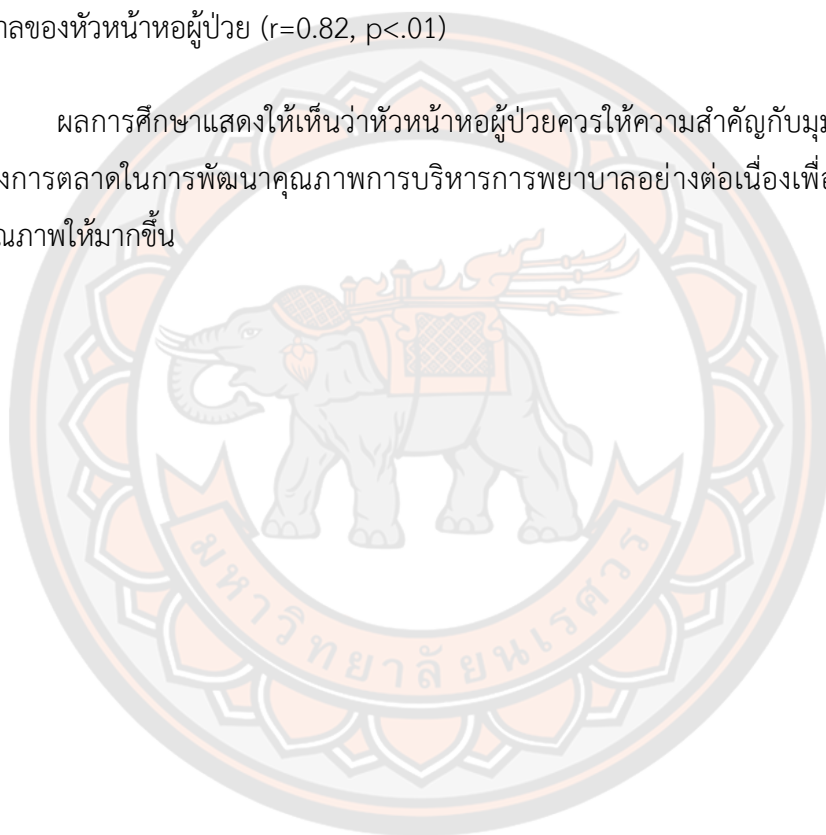 าลของหัวหน้าหอผู้ป่วย (r=0.82, p<.01)
ผลการศึกษาแสดงให้เห็นว่าหัวหน้าหอผู้ป่วยควรให้ความสำคัญกับมุม
งการตลาดในการพัฒนาคุณภาพการบริหารการพยาบาลอย่างต่อเนื่องเพื่อ
ณภาพให้มากขึ้น
มหาวิทยาลัยนเรศวร